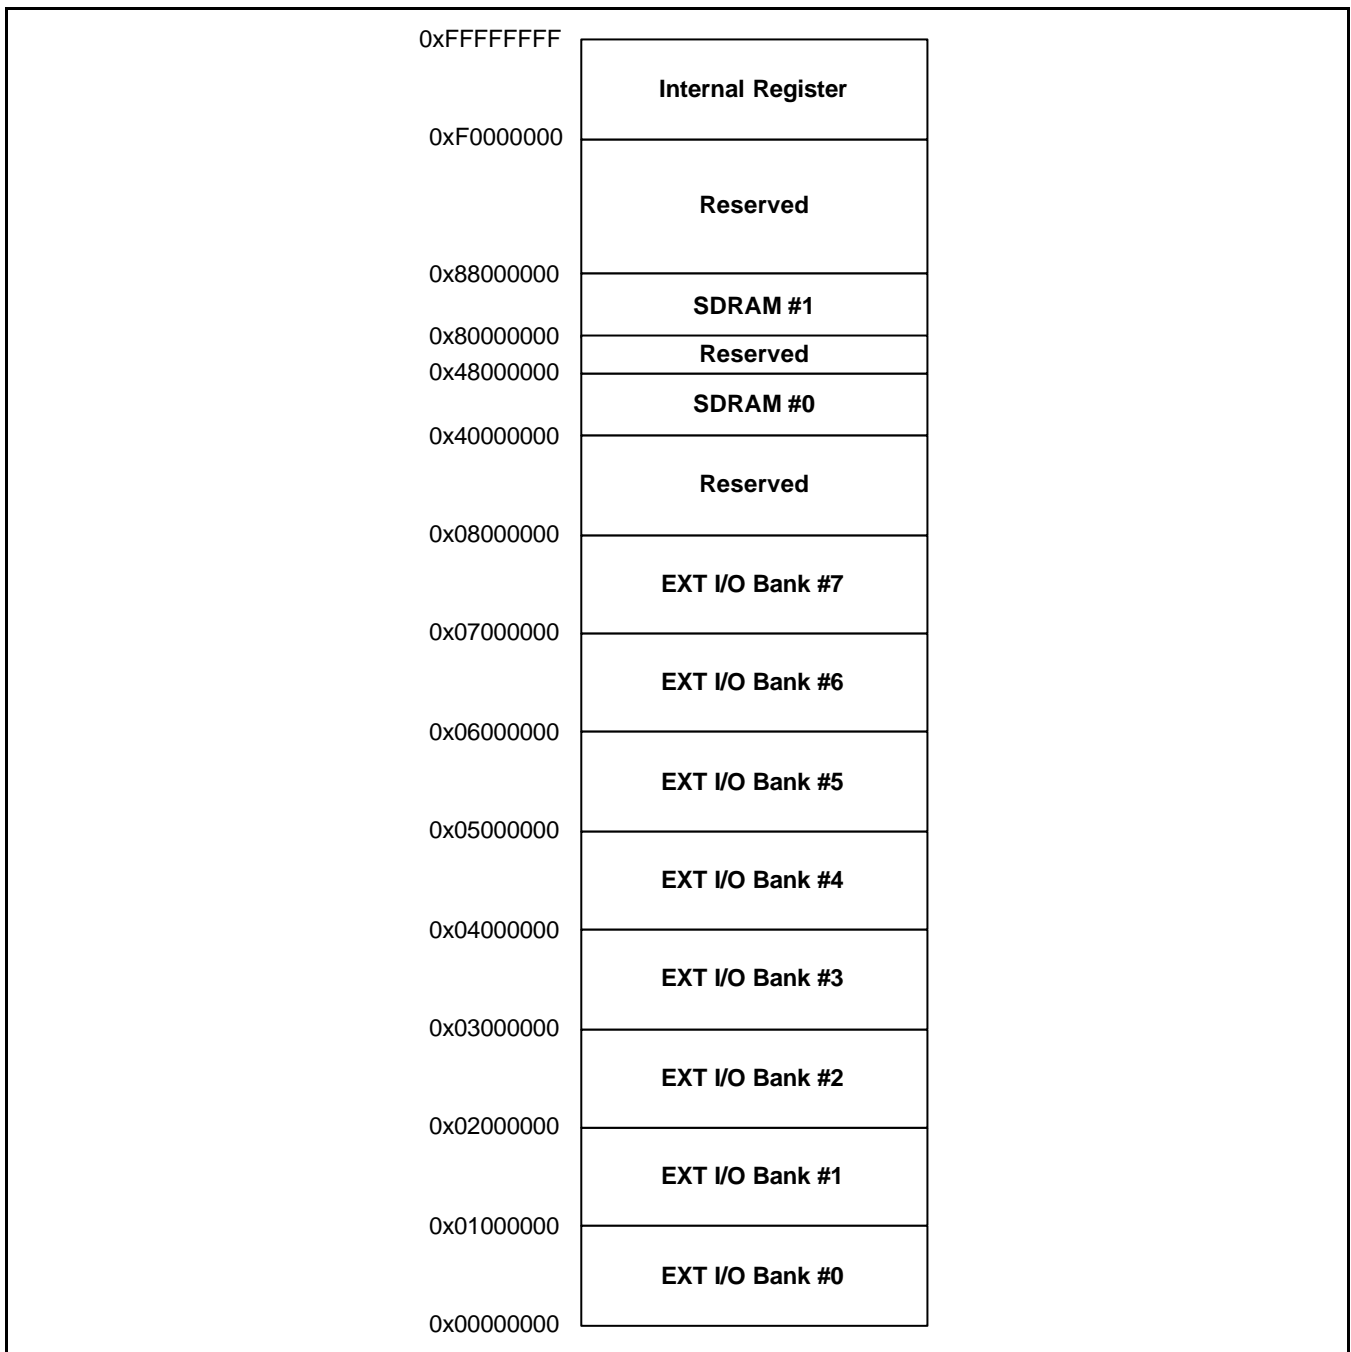 0xFFFFFFFF
Internal Register
0xF0000000
Reserved
0x88000000
SDRAM #1
0x80000000
Reserved
0x48000000
SDRAM #0
0x40000000
Reserved
0x08000000
EXT I/O Bank #7
0x07000000
EXT I/O Bank #6
0x06000000
EXT I/O Bank #5
0x05000000
EXT I/O Bank #4
0x04000000
EXT I/O Bank #3
0x03000000
EXT I/O Bank #2
0x02000000
EXT I/O Bank #1
0x01000000
EXT I/O Bank #0
0x00000000